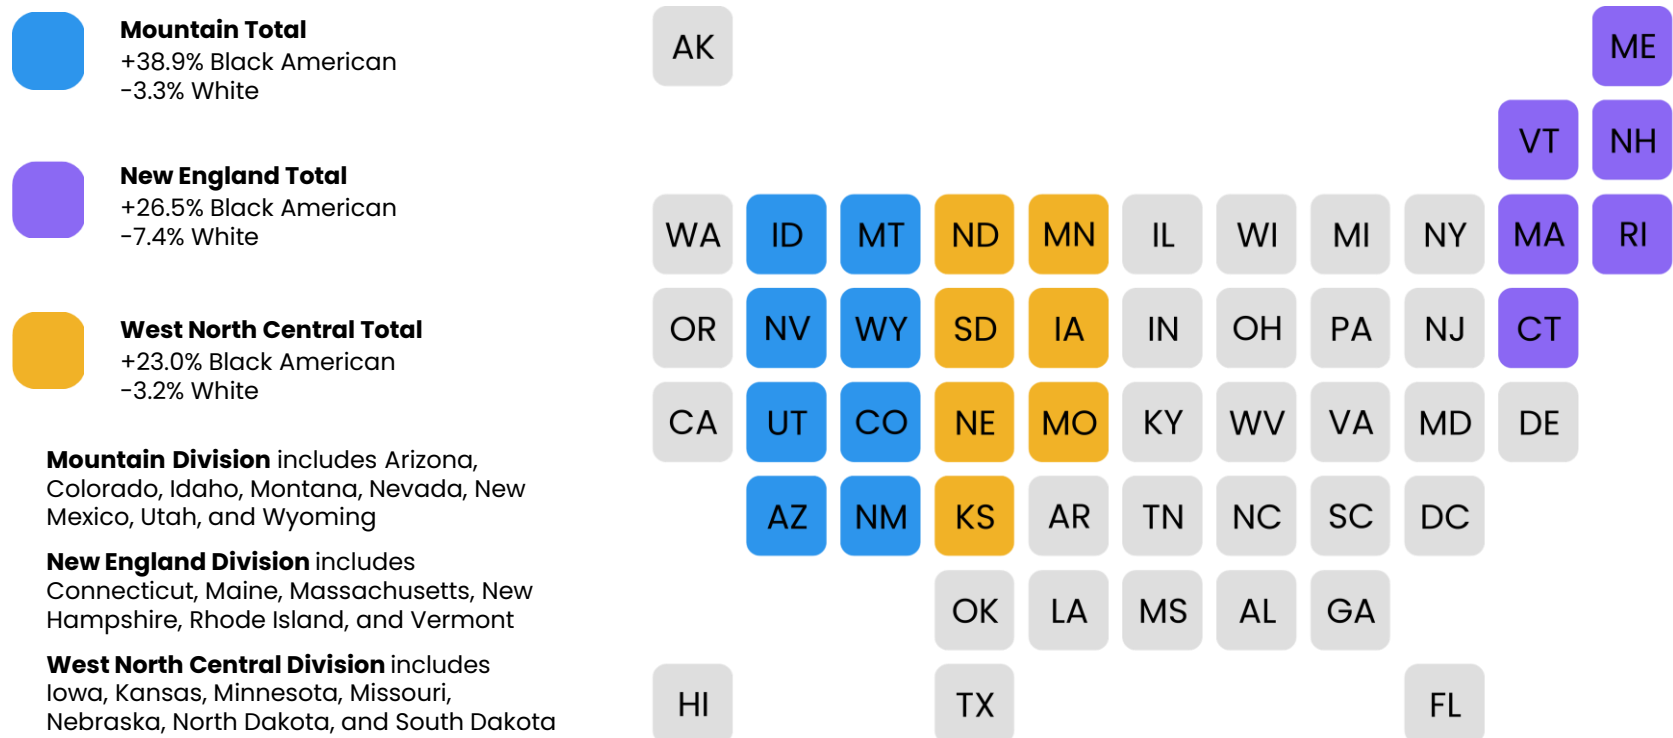 Mountain Total
+38.9% Black American
-3.3% White
New England Total
+26.5% Black American
-7.4% White
West North Central Total
+23.0% Black American
-3.2% White
Mountain Division includes Arizona,
Colorado, Idaho, Montana, Nevada, New
Mexico, Utah, and Wyoming
New England Division includes
Connecticut, Maine, Massachusetts, New
Hampshire, Rhode Island, and Vermont
West North Central Division includes
Iowa, Kansas, Minnesota, Missouri,
Nebraska, North Dakota, and South Dakota
AK ME
VT NH
WA ID MT ND MN IL WI MI NY MA RI
OR NV WY SD IA IN OH PA NJ CT
CA UT CO NE MO KY WV VA MD DE
AZ NM KS AR TN NC SC DC
OK LA MS AL GA
HI TX FL